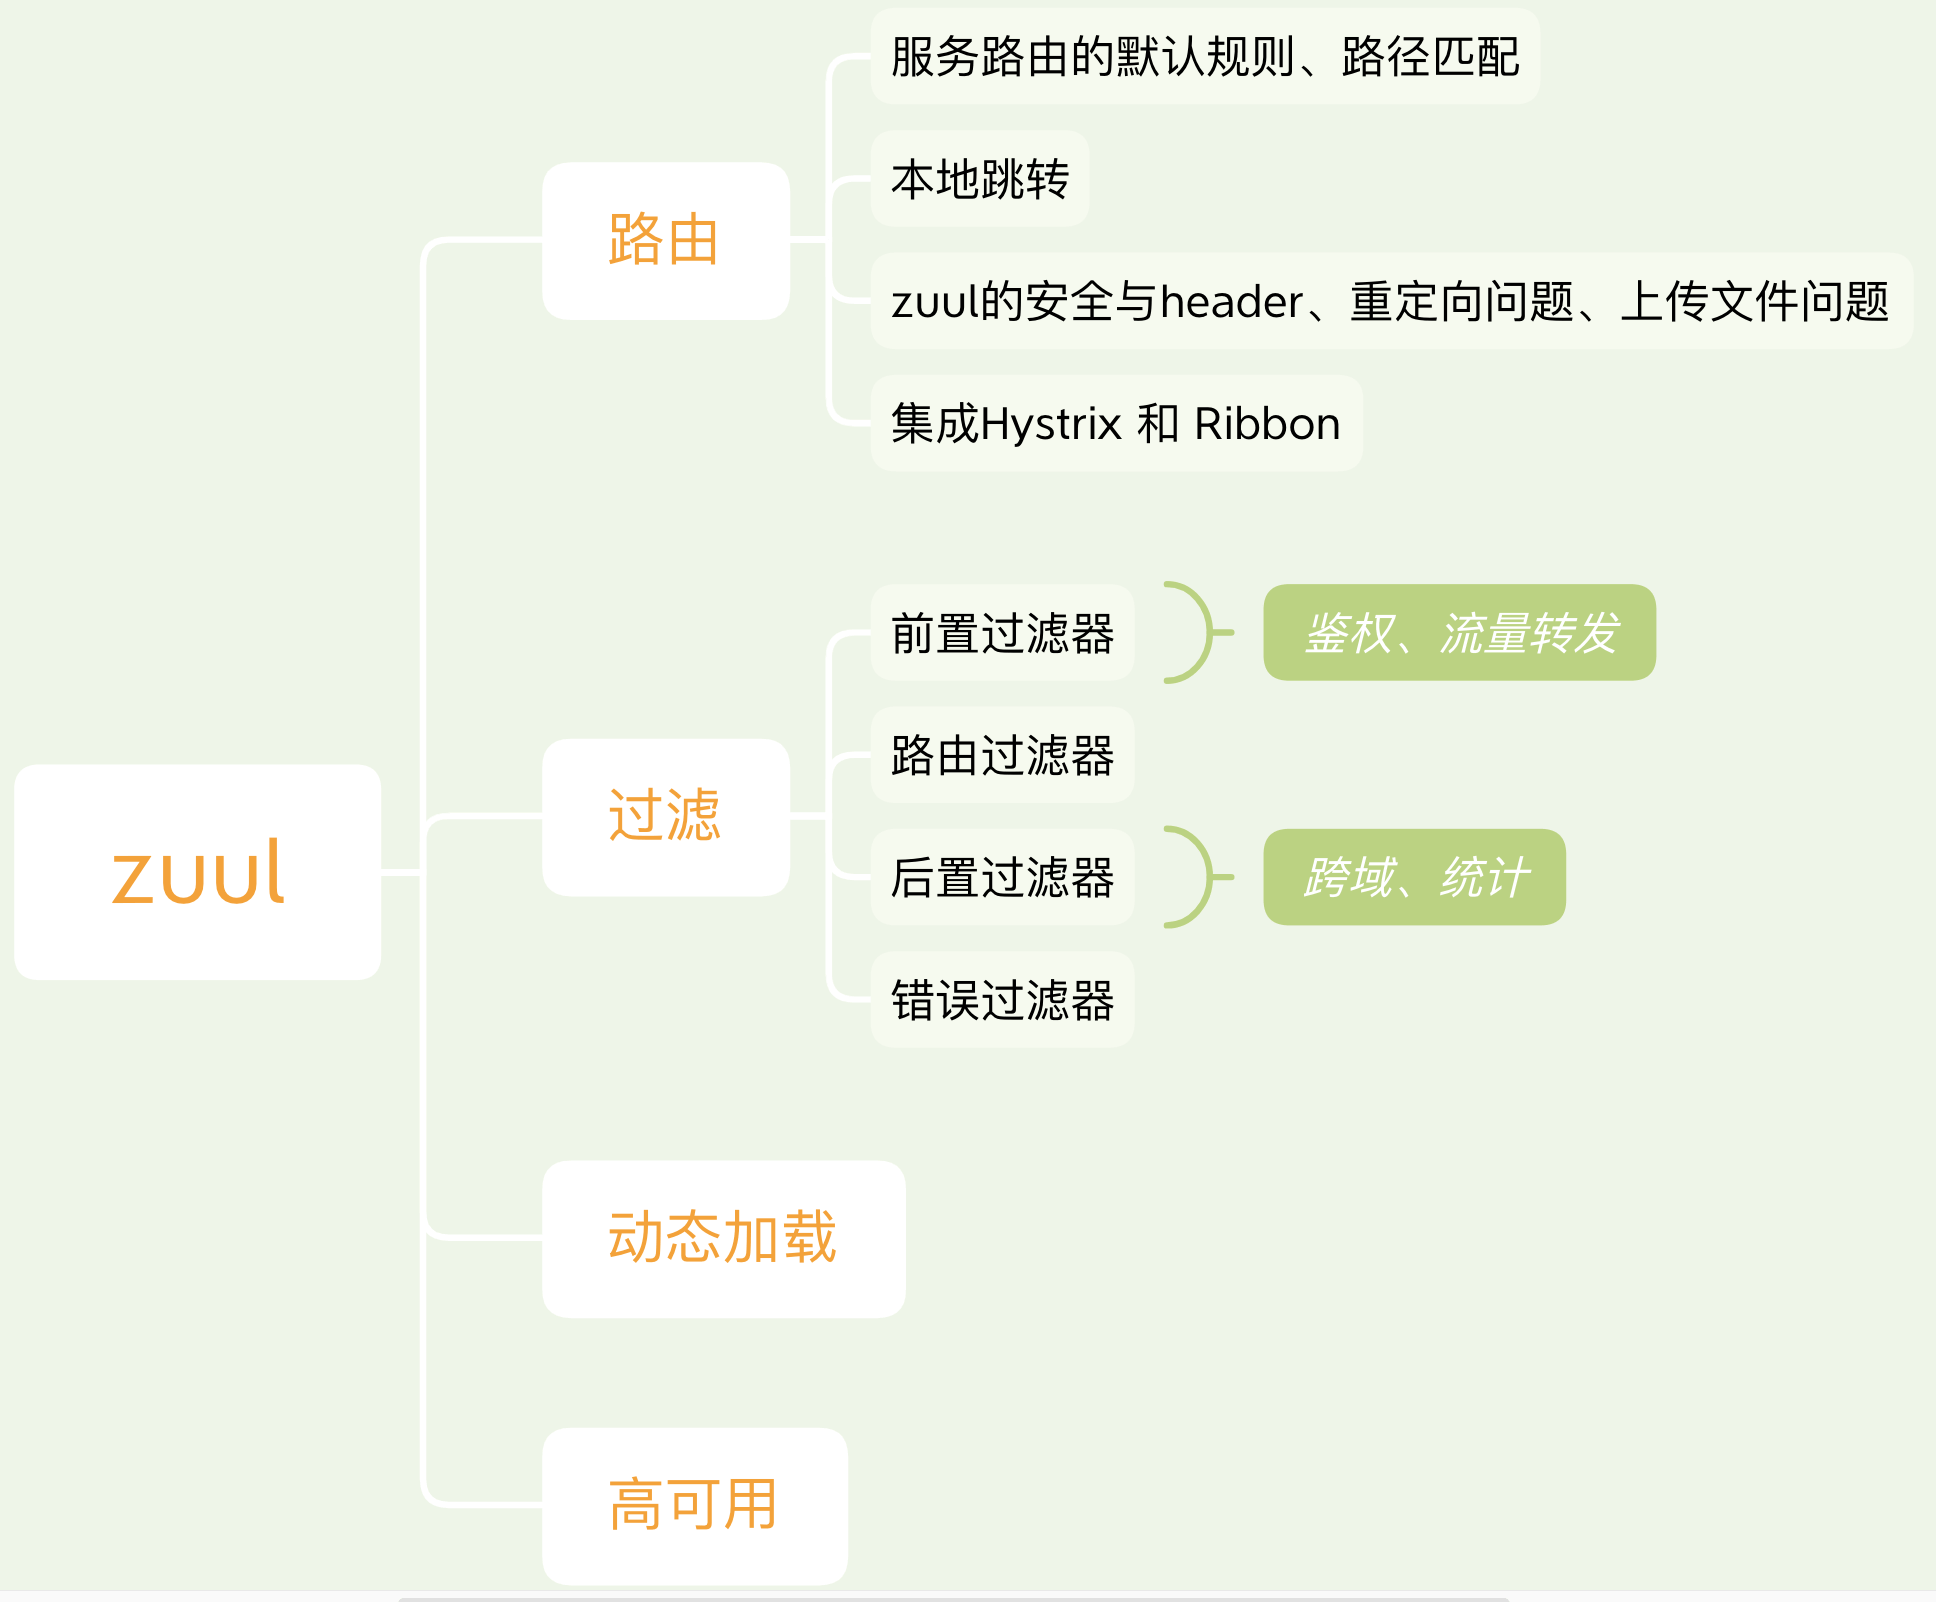 zuul
路由
服务路由的默认规则、路径匹配
本地跳转
zuul的安全与header、重定向问题、上传文件问题
集成Hystrix 和 Ribbon
过滤
前置过滤器
鉴权、流量转发
路由过滤器
后置过滤器
跨域、统计
错误过滤器
动态加载
高可用